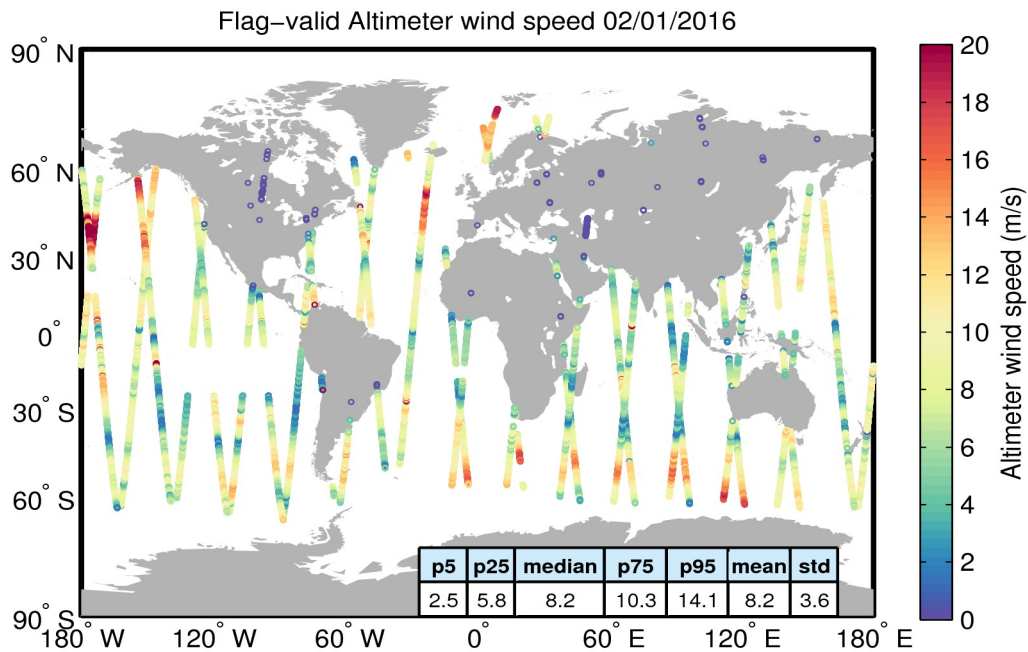 Flag−valid Altimeter wind speed 02/01/2016
90° N
60° N
30° N
0°
30° S
60° S
90° S
180° W
120° W
60° W
0°
60° E
120° E
180° E
p5 p25 median p75 p95 mean std
2.5 5.8 8.2 10.3 14.1 8.2 3.6
20
18
16
14
12
10
8
6
4
2
0
Altimeter wind speed (m/s)